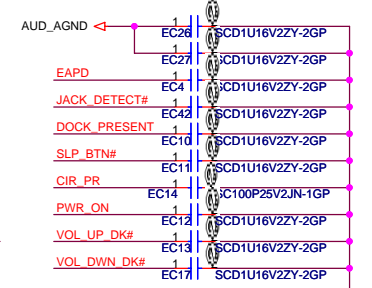 AUD_AGND 1
EC26 SCD1U16V2ZY-2GP
1
EC27 SCD1U16V2ZY-2GP
EAPD 1
EC4 SCD1U16V2ZY-2GP
JACK_DETECT# 1
EC42 SCD1U16V2ZY-2GP
DOCK_PRESENT 1
EC10 SCD1U16V2ZY-2GP
SLP_BTN# 1
EC11 SCD1U16V2ZY-2GP
CIR_PR 1
EC14 SC100P25V2JN-1GP
PWR_ON 1
EC12 SCD1U16V2ZY-2GP
VOL_UP_DK# 1
EC13 SCD1U16V2ZY-2GP
VOL_DWN_DK# 1
EC17 SCD1U16V2ZY-2GP